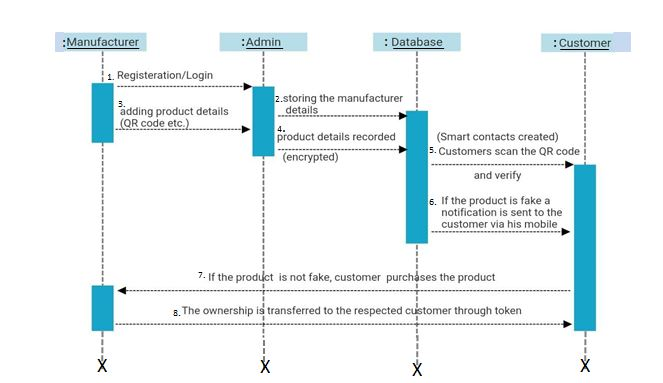 :Manufacturer
:Admin
: Database
:Customer
1. Registeration/Login
2.storing the manufacturer
details
3.
adding product details
(QR code etc.)
4.
product details recorded
(encrypted)
(Smart contacts created)
5. Customers scan the QR code
and verify
6. If the product is fake a
notification is sent to the
customer via his mobile
7. If the product is not fake, customer purchases the product
8.The ownership is transferred to the respected customer through token
X X X X